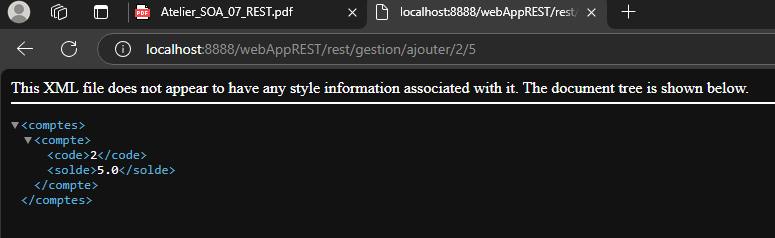 Atelier_SOA_07_REST.pdf
localhost:8888/webAppREST/rest/
localhost:8888/webAppREST/rest/gestion/ajouter/2/5
This XML file does not appear to have any style information associated with it. The document tree is shown below.
<comptes>
<compte>
<code>2</code>
<solde>5.0</solde>
</compte>
</comptes>